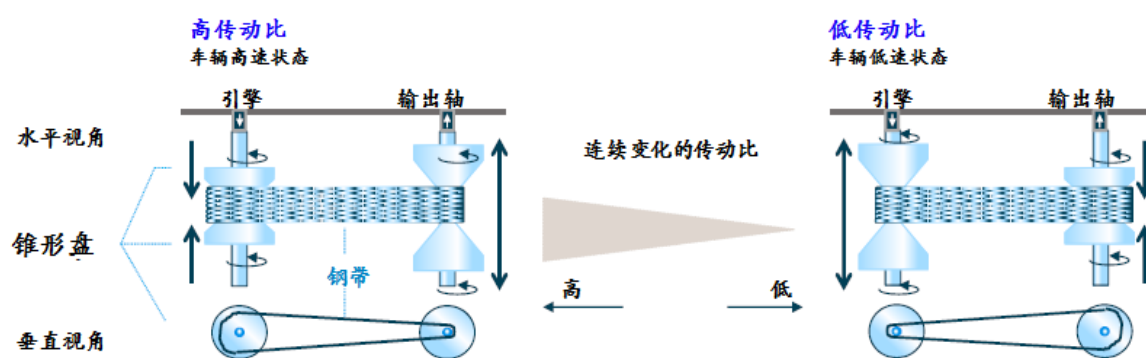 高传动比
车辆高速状态
低传动比
车辆低速状态
引擎
输出轴
引擎
输出轴
水平视角
连续变化的传动比
锥形盘
钢带
高
低
垂直视角